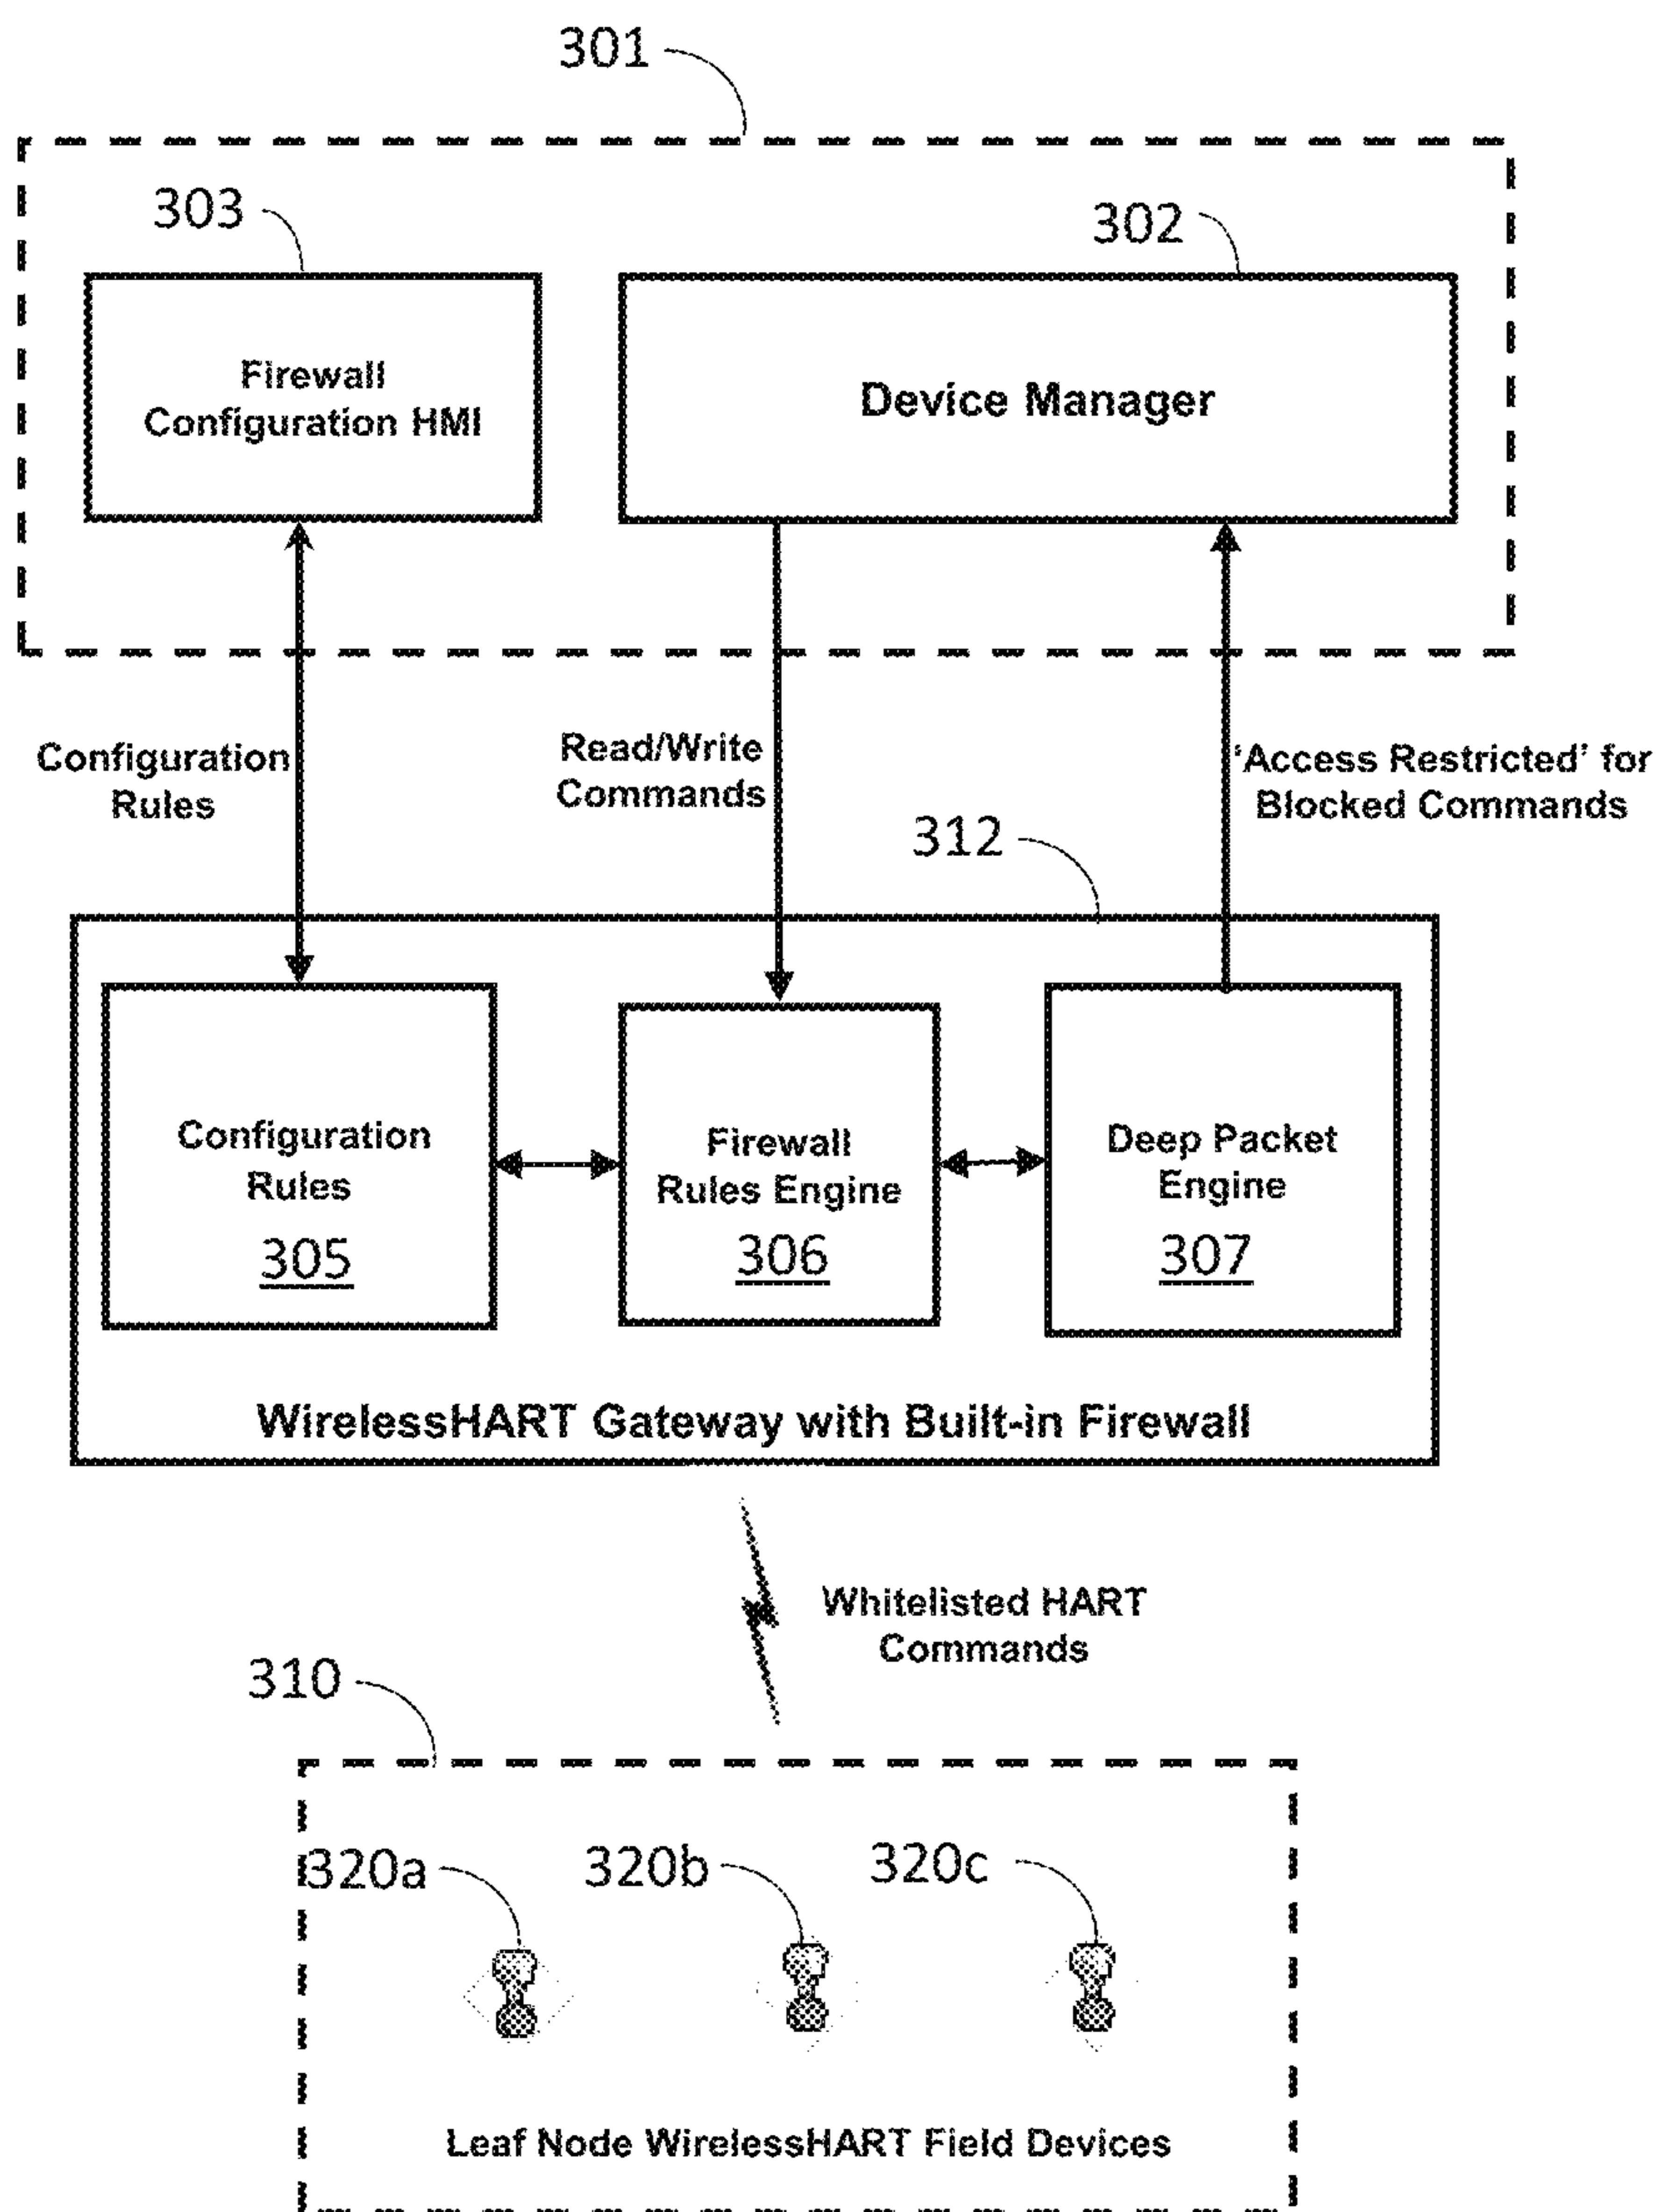 301
303
302
Firewall
Configuration HMI
Device Manager
Configuration
Rules
Read/Write
Commands
'Access Restricted' for
Blocked Commands
312
Configuration
Rules
305
Firewall
Rules Engine
306
Deep Packet
Engine
307
WirelessHART Gateway with Built-in Firewall
Whitelisted HART
Commands
310
320a
320b
320c
Leaf Node WirelessHART Field Devices